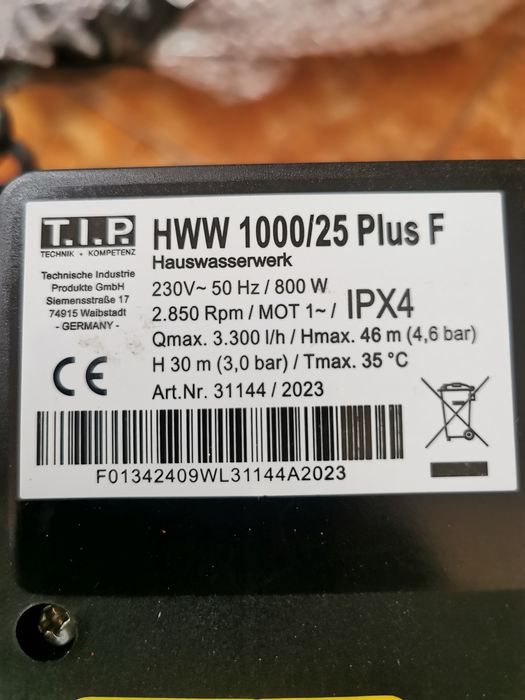 T.I.P.
TECHNIK + KOMPETENZ
Technische Industrie
Produkte GmbH
Siemensstraße 17
74915 Waibstadt
- GERMANY -
CE
HWW 1000/25 Plus F
Hauswasserwerk
230V~ 50 Hz / 800 W
2.850 Rpm / MOT 1~ / IPX4
Qmax. 3.300 l/h / Hmax. 46 m (4,6 bar)
H 30 m (3,0 bar) / Tmax. 35 °C
Art.Nr. 31144 / 2023
F01342409WL31144A2023